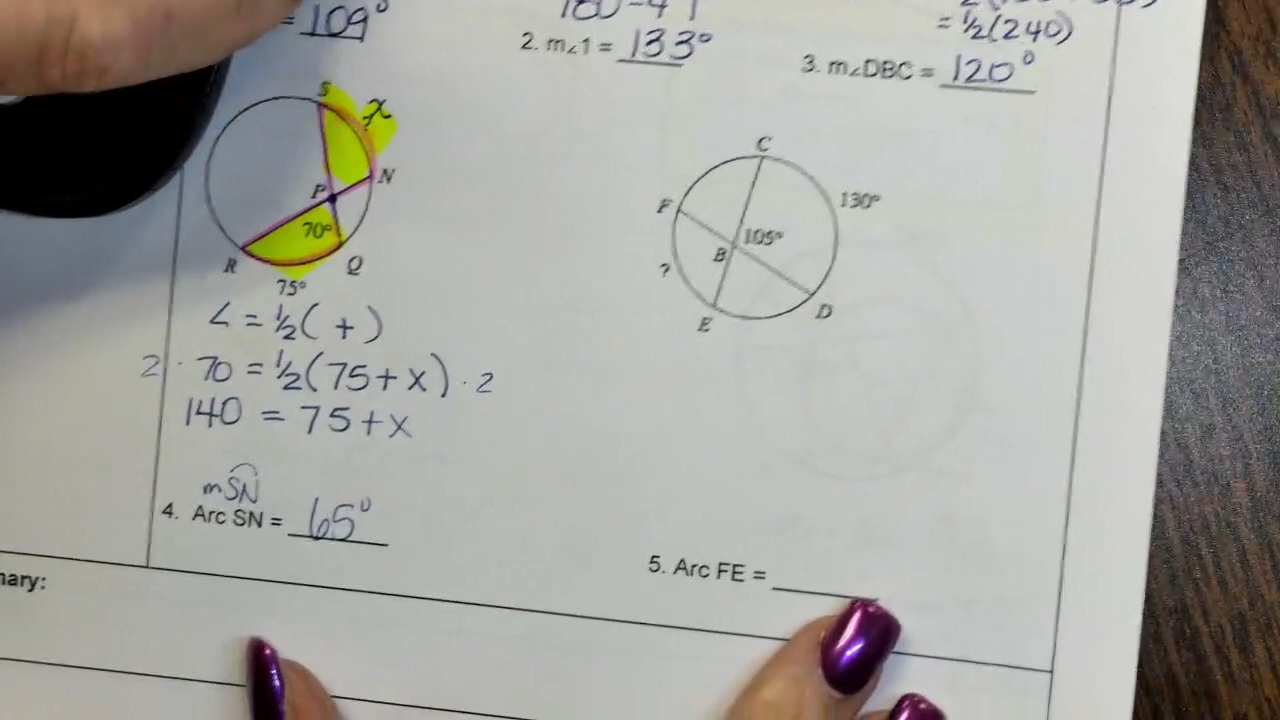 = 109°
180-47
= ½(240)
2. m∠1 = 133°
3. m∠DBC = 120°
S
x
N
P
70°
R
Q
75°
C
F
130°
105°
B
?
E
D
∠ = ½( + )
2 · 70 = ½(75+x) · 2
140 = 75+x
mSN
4. Arc SN = 65°
5. Arc FE =
mary: